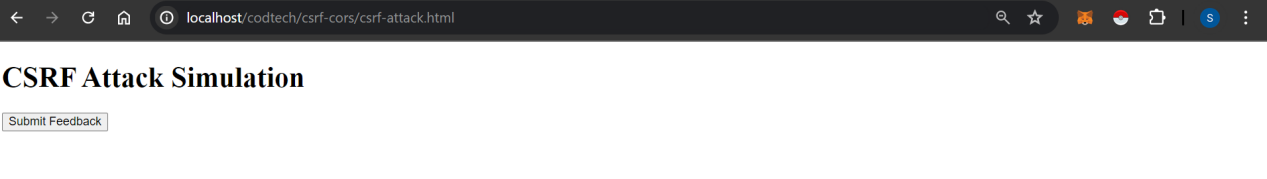 localhost/codtech/csrf-cors/csrf-attack.html
S
CSRF Attack Simulation
Submit Feedback